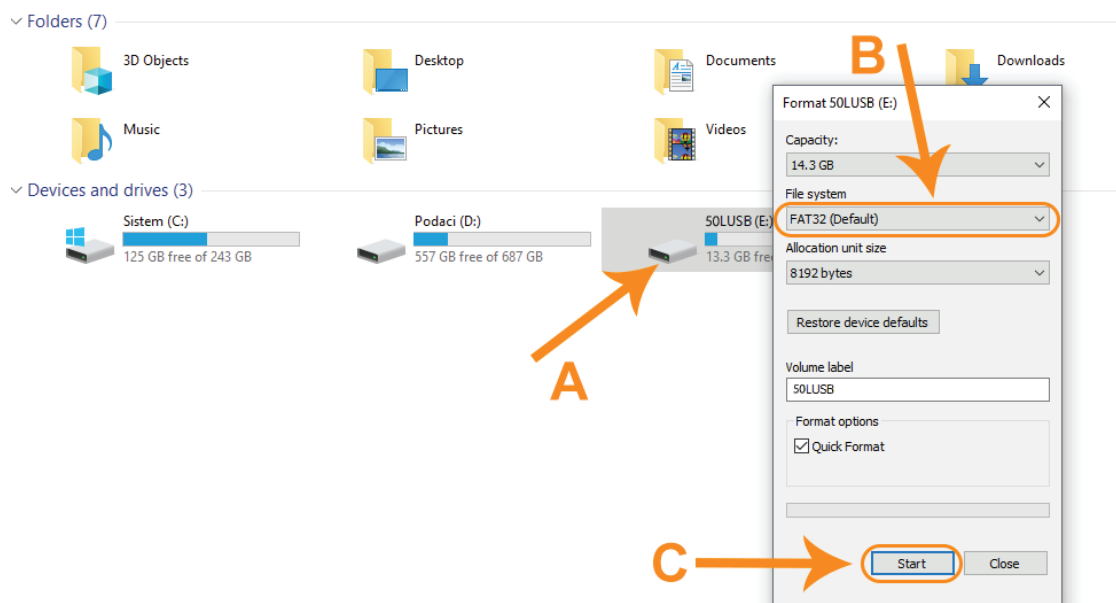 Folders (7)
3D Objects
Desktop
Documents
Downloads
Music
Pictures
Videos
Devices and drives (3)
Sistem (C:)
125 GB free of 243 GB
Podaci (D:)
557 GB free of 687 GB
50LUSB (E:)
13.3 GB free
A
B
Format 50LUSB (E:)
Capacity:
14.3 GB
File system
FAT32 (Default)
Allocation unit size
8192 bytes
Restore device defaults
Volume label
50LUSB
Format options
Quick Format
C
Start
Close